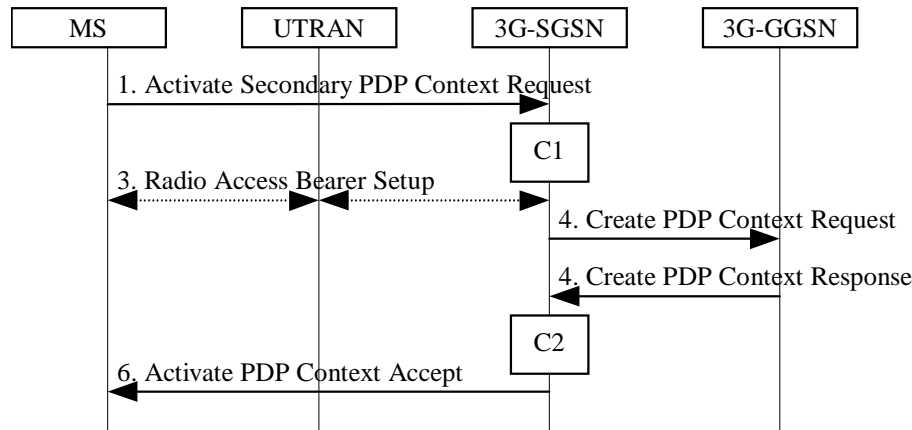 MS
UTRAN
3G-SGSN
3G-GGSN
1. Activate Secondary PDP Context Request
C1
3. Radio Access Bearer Setup
4. Create PDP Context Request
4. Create PDP Context Response
C2
6. Activate PDP Context Accept